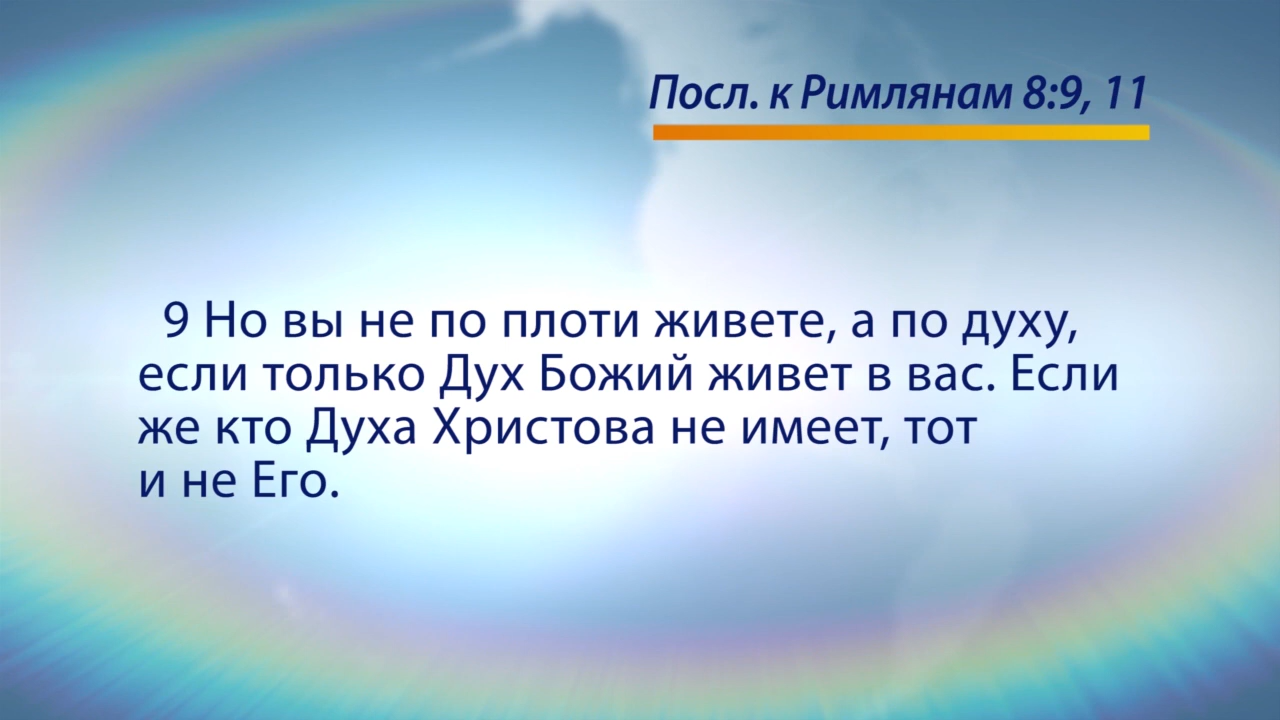 Посл. к Римлянам 8:9, 11
9 Но вы не по плоти живете, а по духу,
если только Дух Божий живет в вас. Если
же кто Духа Христова не имеет, тот
и не Его.